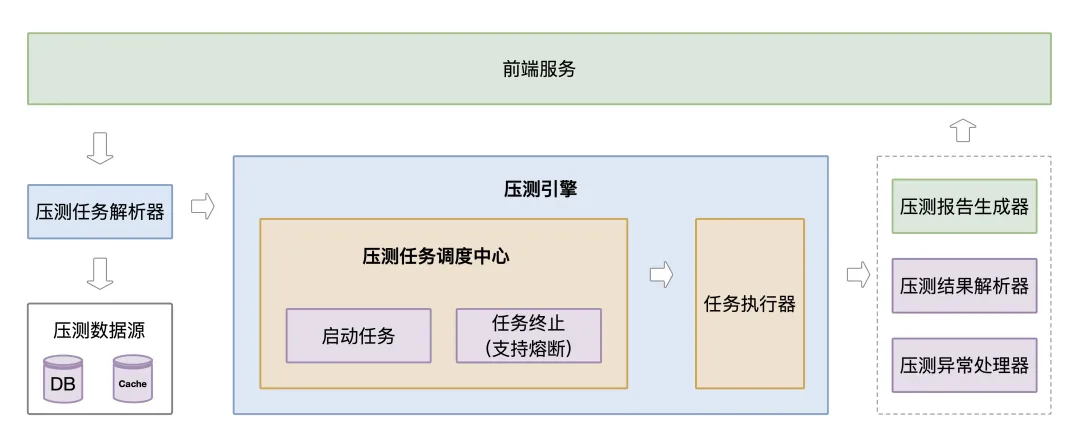 前端服务
压测任务解析器
压测数据源
DB
Cache
压测引擎
压测任务调度中心
启动任务
任务终止
(支持熔断)
任务执行器
压测报告生成器
压测结果解析器
压测异常处理器